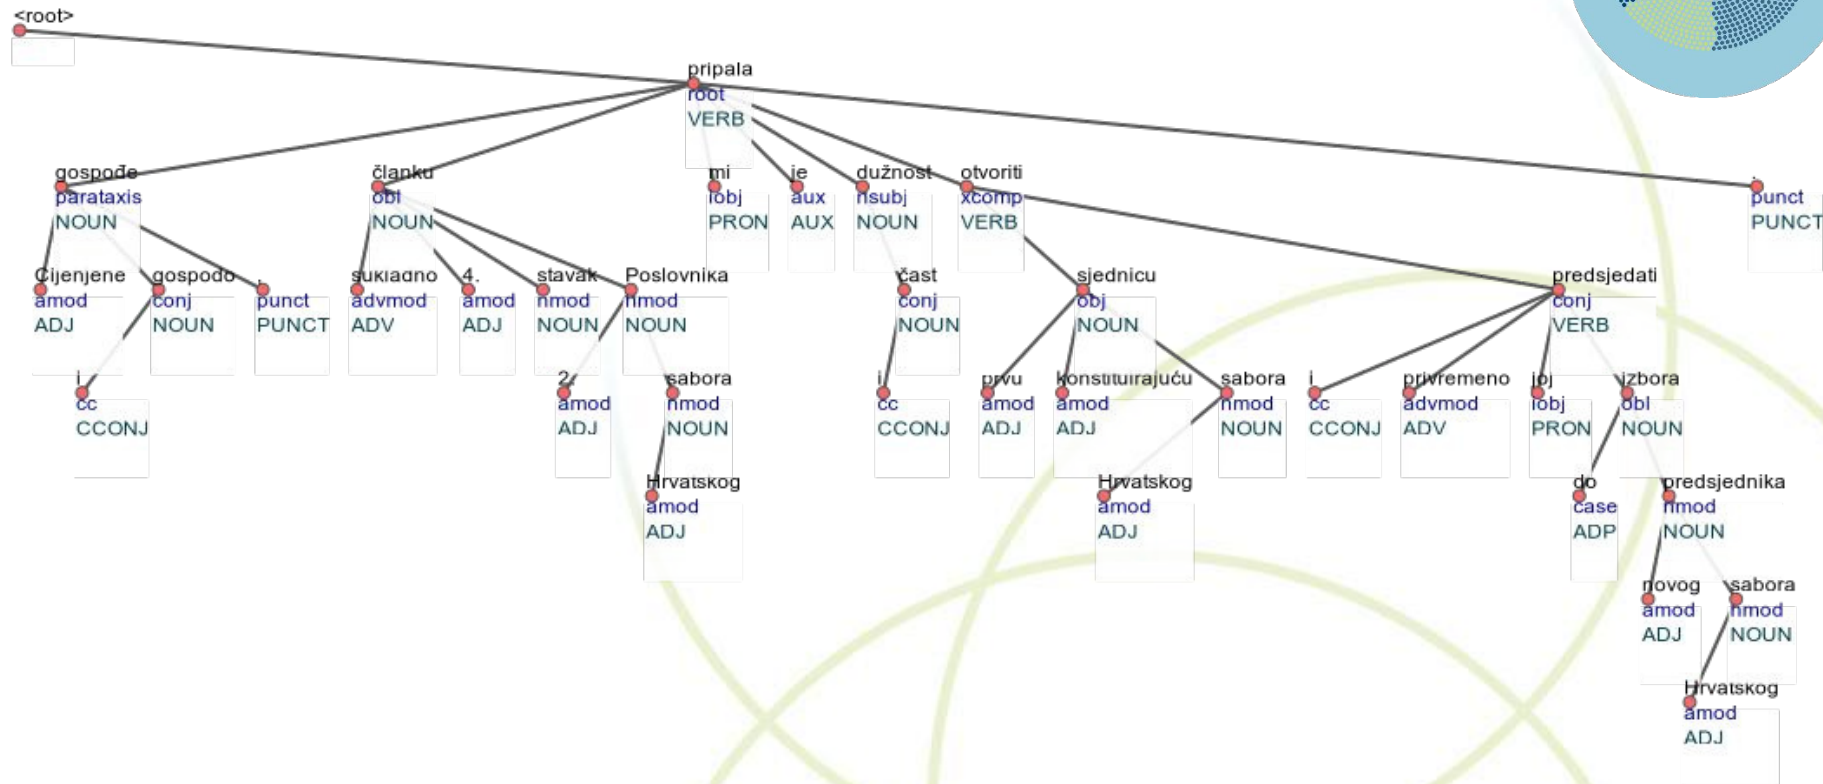 <root>
pripala
root
VERB
gospođe članku mi je dužnost otvoriti .
parataxis obl iobj aux nsubj xcomp punct
NOUN NOUN PRON AUX NOUN VERB PUNCT
Cijenjene gospodo , sukladno 4. stavak Poslovnika čast sjednicu predsjedati
amod conj punct advmod amod nmod nmod conj obj conj
ADJ NOUN PUNCT ADV ADJ NOUN NOUN NOUN NOUN VERB
i 2. sabora i prvu konstituirajuću sabora i privremeno joj izbora
cc amod nmod cc amod amod nmod cc advmod iobj obl
CCONJ ADJ NOUN CCONJ ADJ ADJ NOUN CCONJ ADV PRON NOUN
Hrvatskog Hrvatskog do predsjednika
amod amod case nmod
ADJ ADJ ADP NOUN
novog sabora
amod nmod
ADJ NOUN
Hrvatskog
amod
ADJ